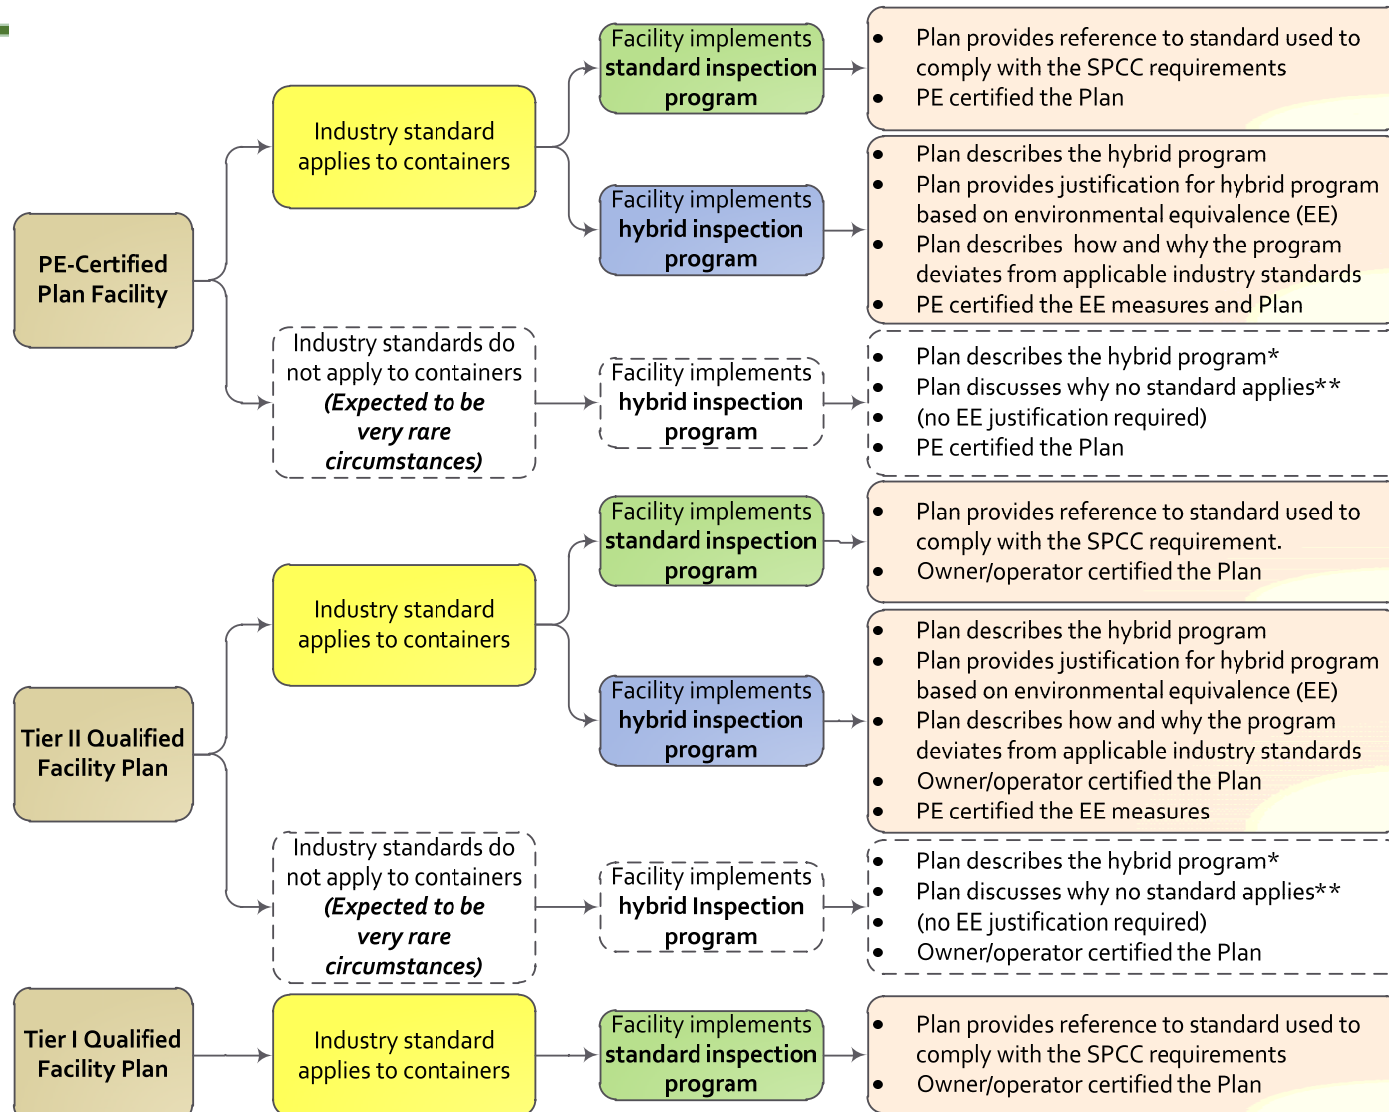 PE-Certified
Plan Facility
Industry standard
applies to containers
Facility implements
standard inspection
program
• Plan provides reference to standard used to
comply with the SPCC requirements
• PE certified the Plan
Facility implements
hybrid inspection
program
• Plan describes the hybrid program
• Plan provides justification for hybrid program
based on environmental equivalence (EE)
• Plan describes how and why the program
deviates from applicable industry standards
• PE certified the EE measures and Plan
Industry standards do
not apply to containers
(Expected to be
very rare
circumstances)
Facility implements
hybrid inspection
program
• Plan describes the hybrid program*
• Plan discusses why no standard applies**
• (no EE justification required)
• PE certified the Plan
Tier II Qualified
Facility Plan
Industry standard
applies to containers
Facility implements
standard inspection
program
• Plan provides reference to standard used to
comply with the SPCC requirement.
• Owner/operator certified the Plan
Facility implements
hybrid inspection
program
• Plan describes the hybrid program
• Plan provides justification for hybrid program
based on environmental equivalence (EE)
• Plan describes how and why the program
deviates from applicable industry standards
• Owner/operator certified the Plan
• PE certified the EE measures
Industry standards do
not apply to containers
(Expected to be
very rare
circumstances)
Facility implements
hybrid Inspection
program
• Plan describes the hybrid program*
• Plan discusses why no standard applies**
• (no EE justification required)
• Owner/operator certified the Plan
Tier I Qualified
Facility Plan
Industry standard
applies to containers
Facility implements
standard inspection
program
• Plan provides reference to standard used to
comply with the SPCC requirements
• Owner/operator certified the Plan